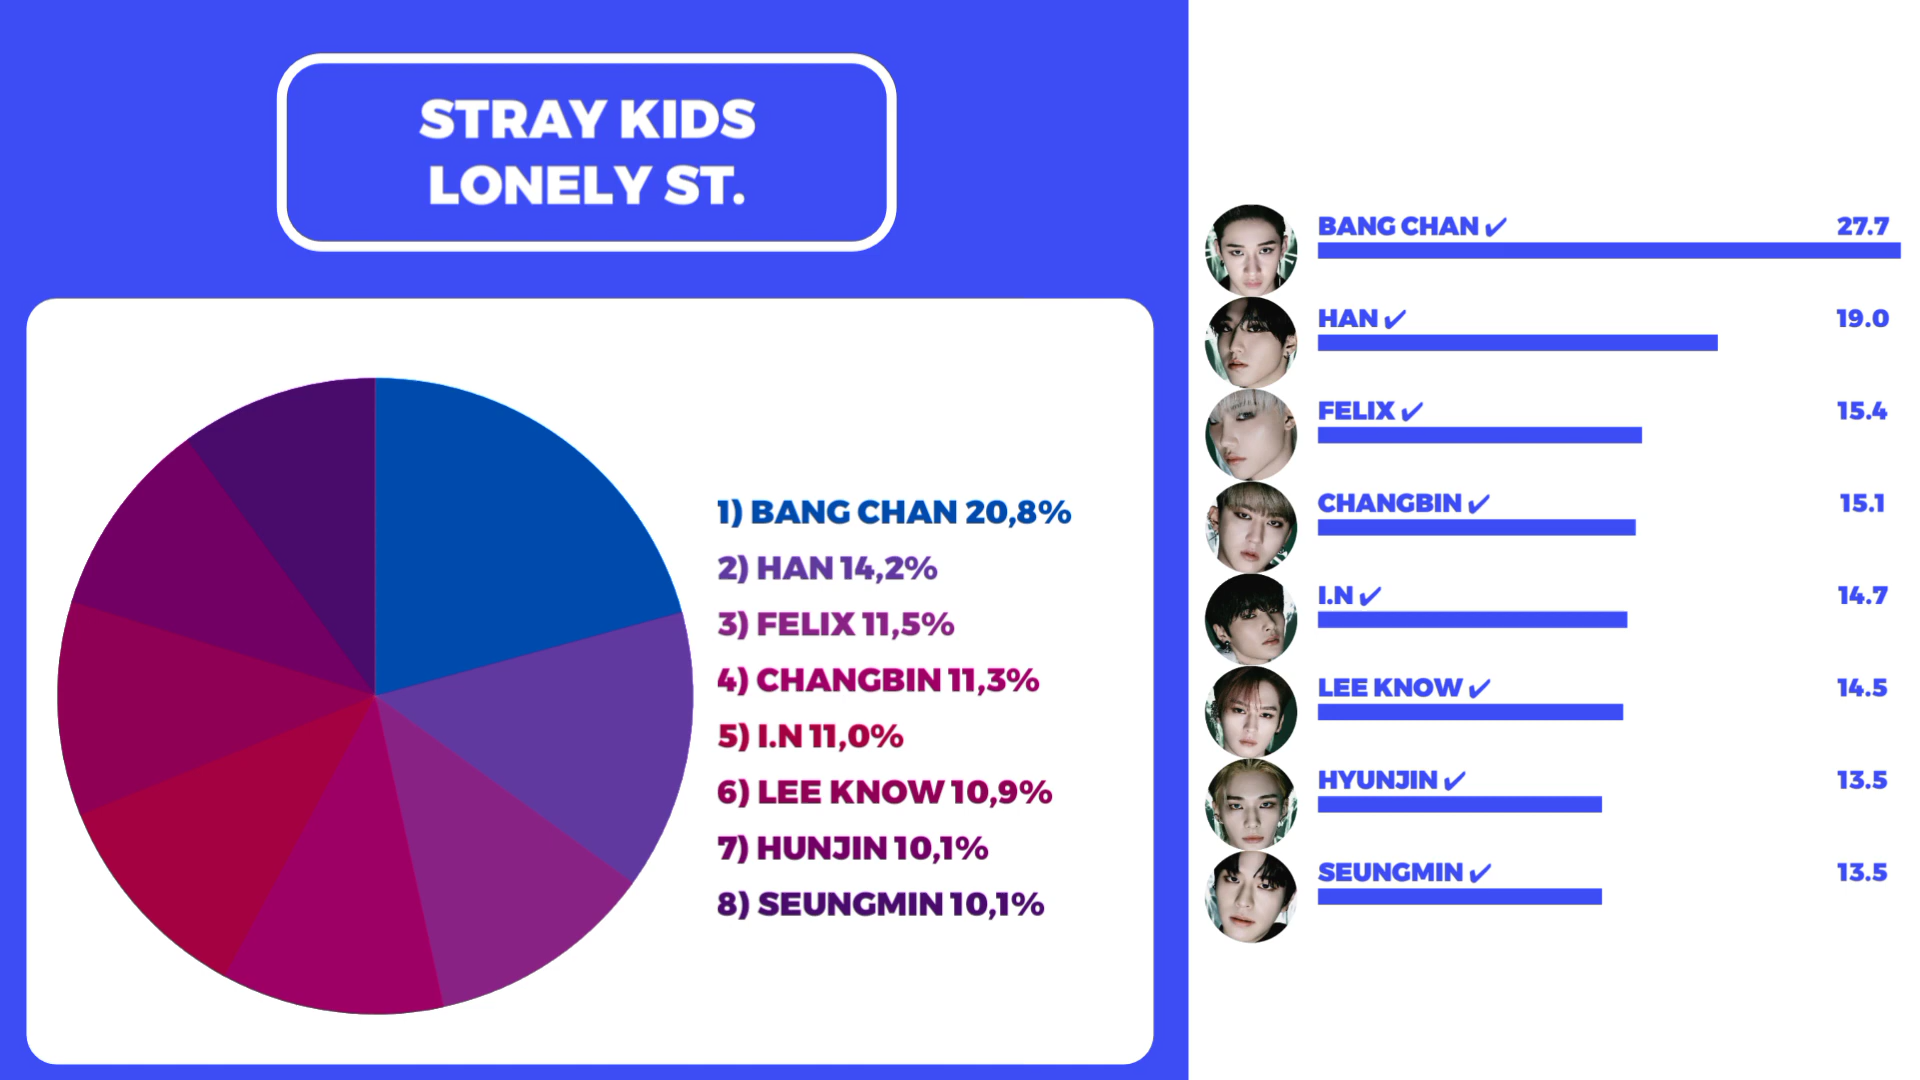 STRAY KIDS
LONELY ST.
1) BANG CHAN 20,8%
2) HAN 14,2%
3) FELIX 11,5%
4) CHANGBIN 11,3%
5) I.N 11,0%
6) LEE KNOW 10,9%
7) HUNJIN 10,1%
8) SEUNGMIN 10,1%
BANG CHAN ✓ 27.7
HAN ✓ 19.0
FELIX ✓ 15.4
CHANGBIN ✓ 15.1
I.N ✓ 14.7
LEE KNOW ✓ 14.5
HYUNJIN ✓ 13.5
SEUNGMIN ✓ 13.5